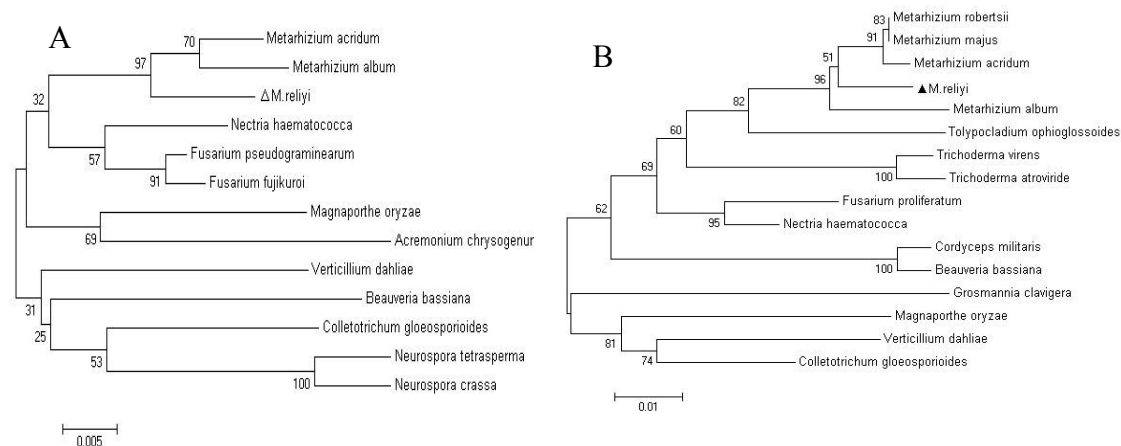 A
Metarhizium acridum
70
Metarhizium album
97
△M.reliyi
32
Nectria haematococca
57
Fusarium pseudograminearum
91
Fusarium fujikuroi
Magnaporthe oryzae
69
Acremonium chrysogenur
Verticillium dahliae
31
Beauveria bassiana
25
Colletotrichum gloeosporioides
53
Neurospora tetrasperma
100
Neurospora crassa
0.005
B
Metarhizium robertsii
83
Metarhizium majus
91
Metarhizium acridum
51
▲M.reliyi
96
Metarhizium album
82
Tolypocladium ophioglossoides
60
Trichoderma virens
100
Trichoderma atroviride
69
Fusarium proliferatum
95
Nectria haematococca
62
Cordyceps militaris
100
Beauveria bassiana
Grosmannia clavigera
Magnaporthe oryzae
81
Verticillium dahliae
74
Colletotrichum gloeosporioides
0.01